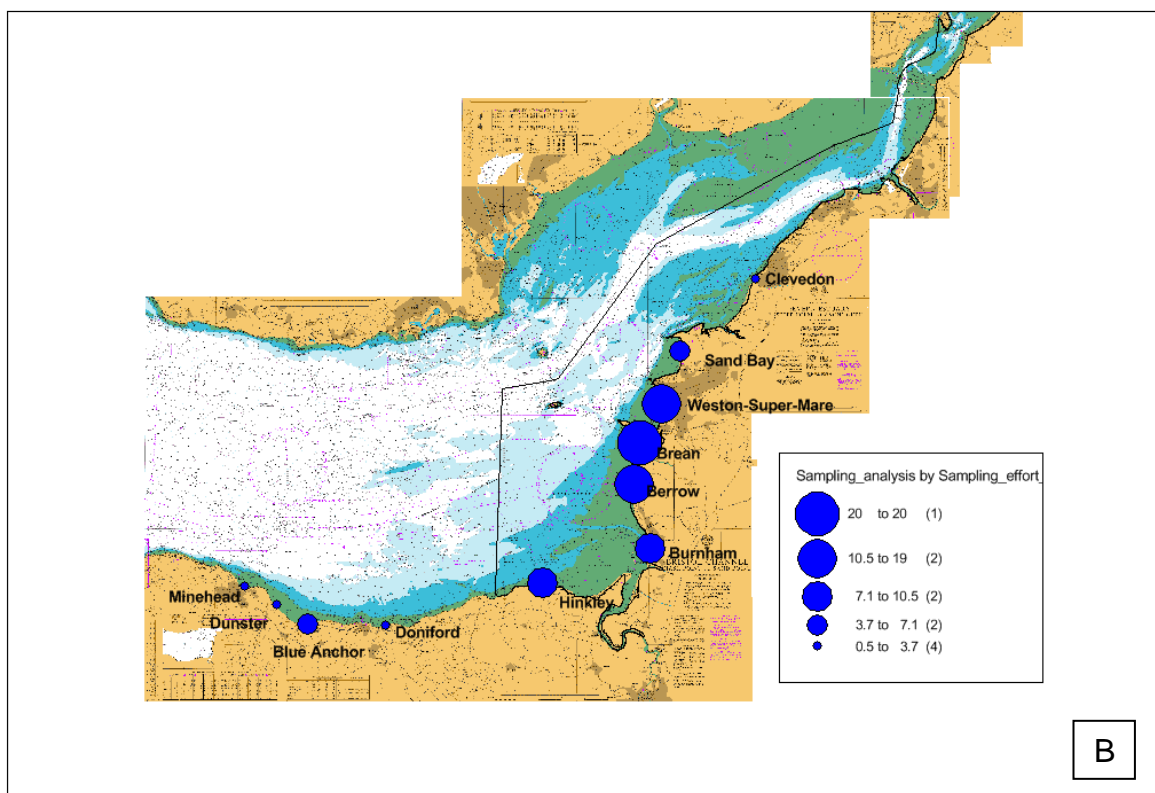 Clevedon
Sand Bay
Weston-Super-Mare
Brean
Berrow
Burnham
BRISTOL CHANNEL
Hinkley
Minehead
Dunster
Blue Anchor
Doniford
Sampling_analysis by Sampling_effort_
20 to 20 (1)
10.5 to 19 (2)
7.1 to 10.5 (2)
3.7 to 7.1 (2)
0.5 to 3.7 (4)
B